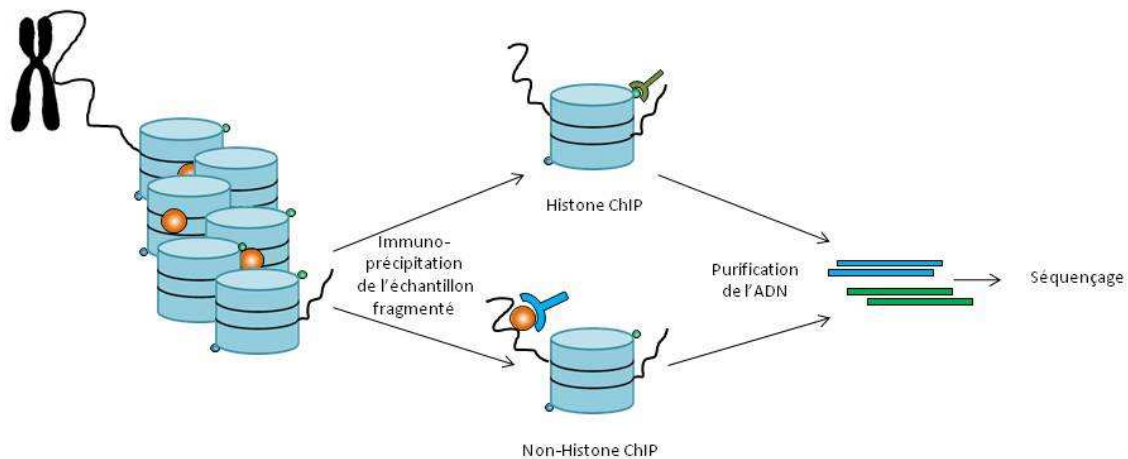 Histone ChIP
Immuno-
précipitation
de l'échantillon
fragmenté
Purification
de l'ADN
Séquençage
Non-Histone ChIP